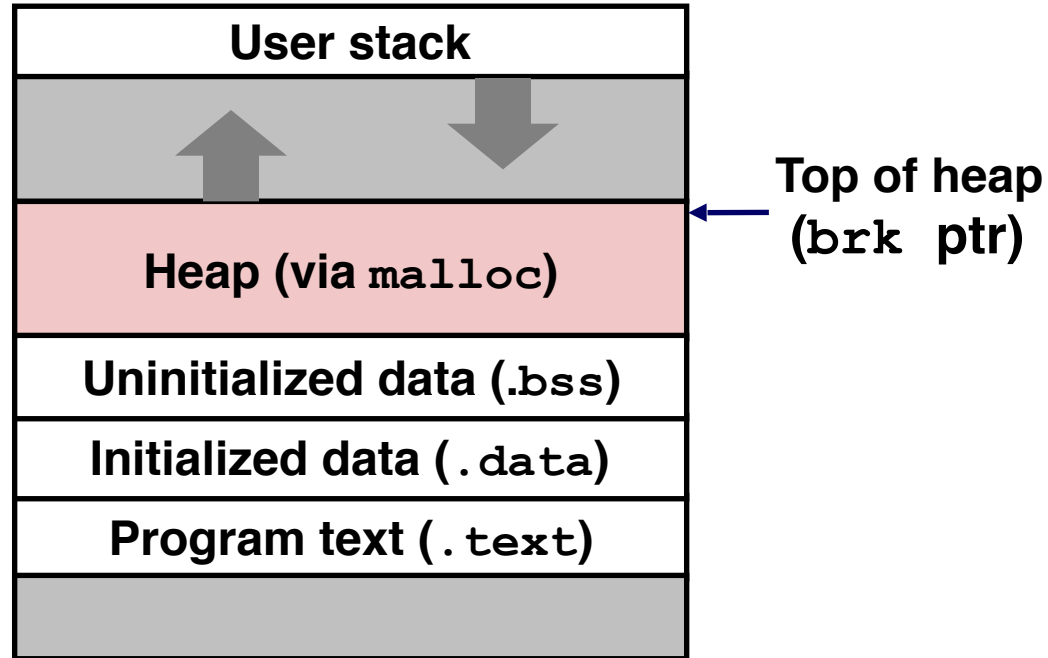 User stack
Top of heap
(brk ptr)
Heap (via malloc)
Uninitialized data (.bss)
Initialized data (.data)
Program text (.text)